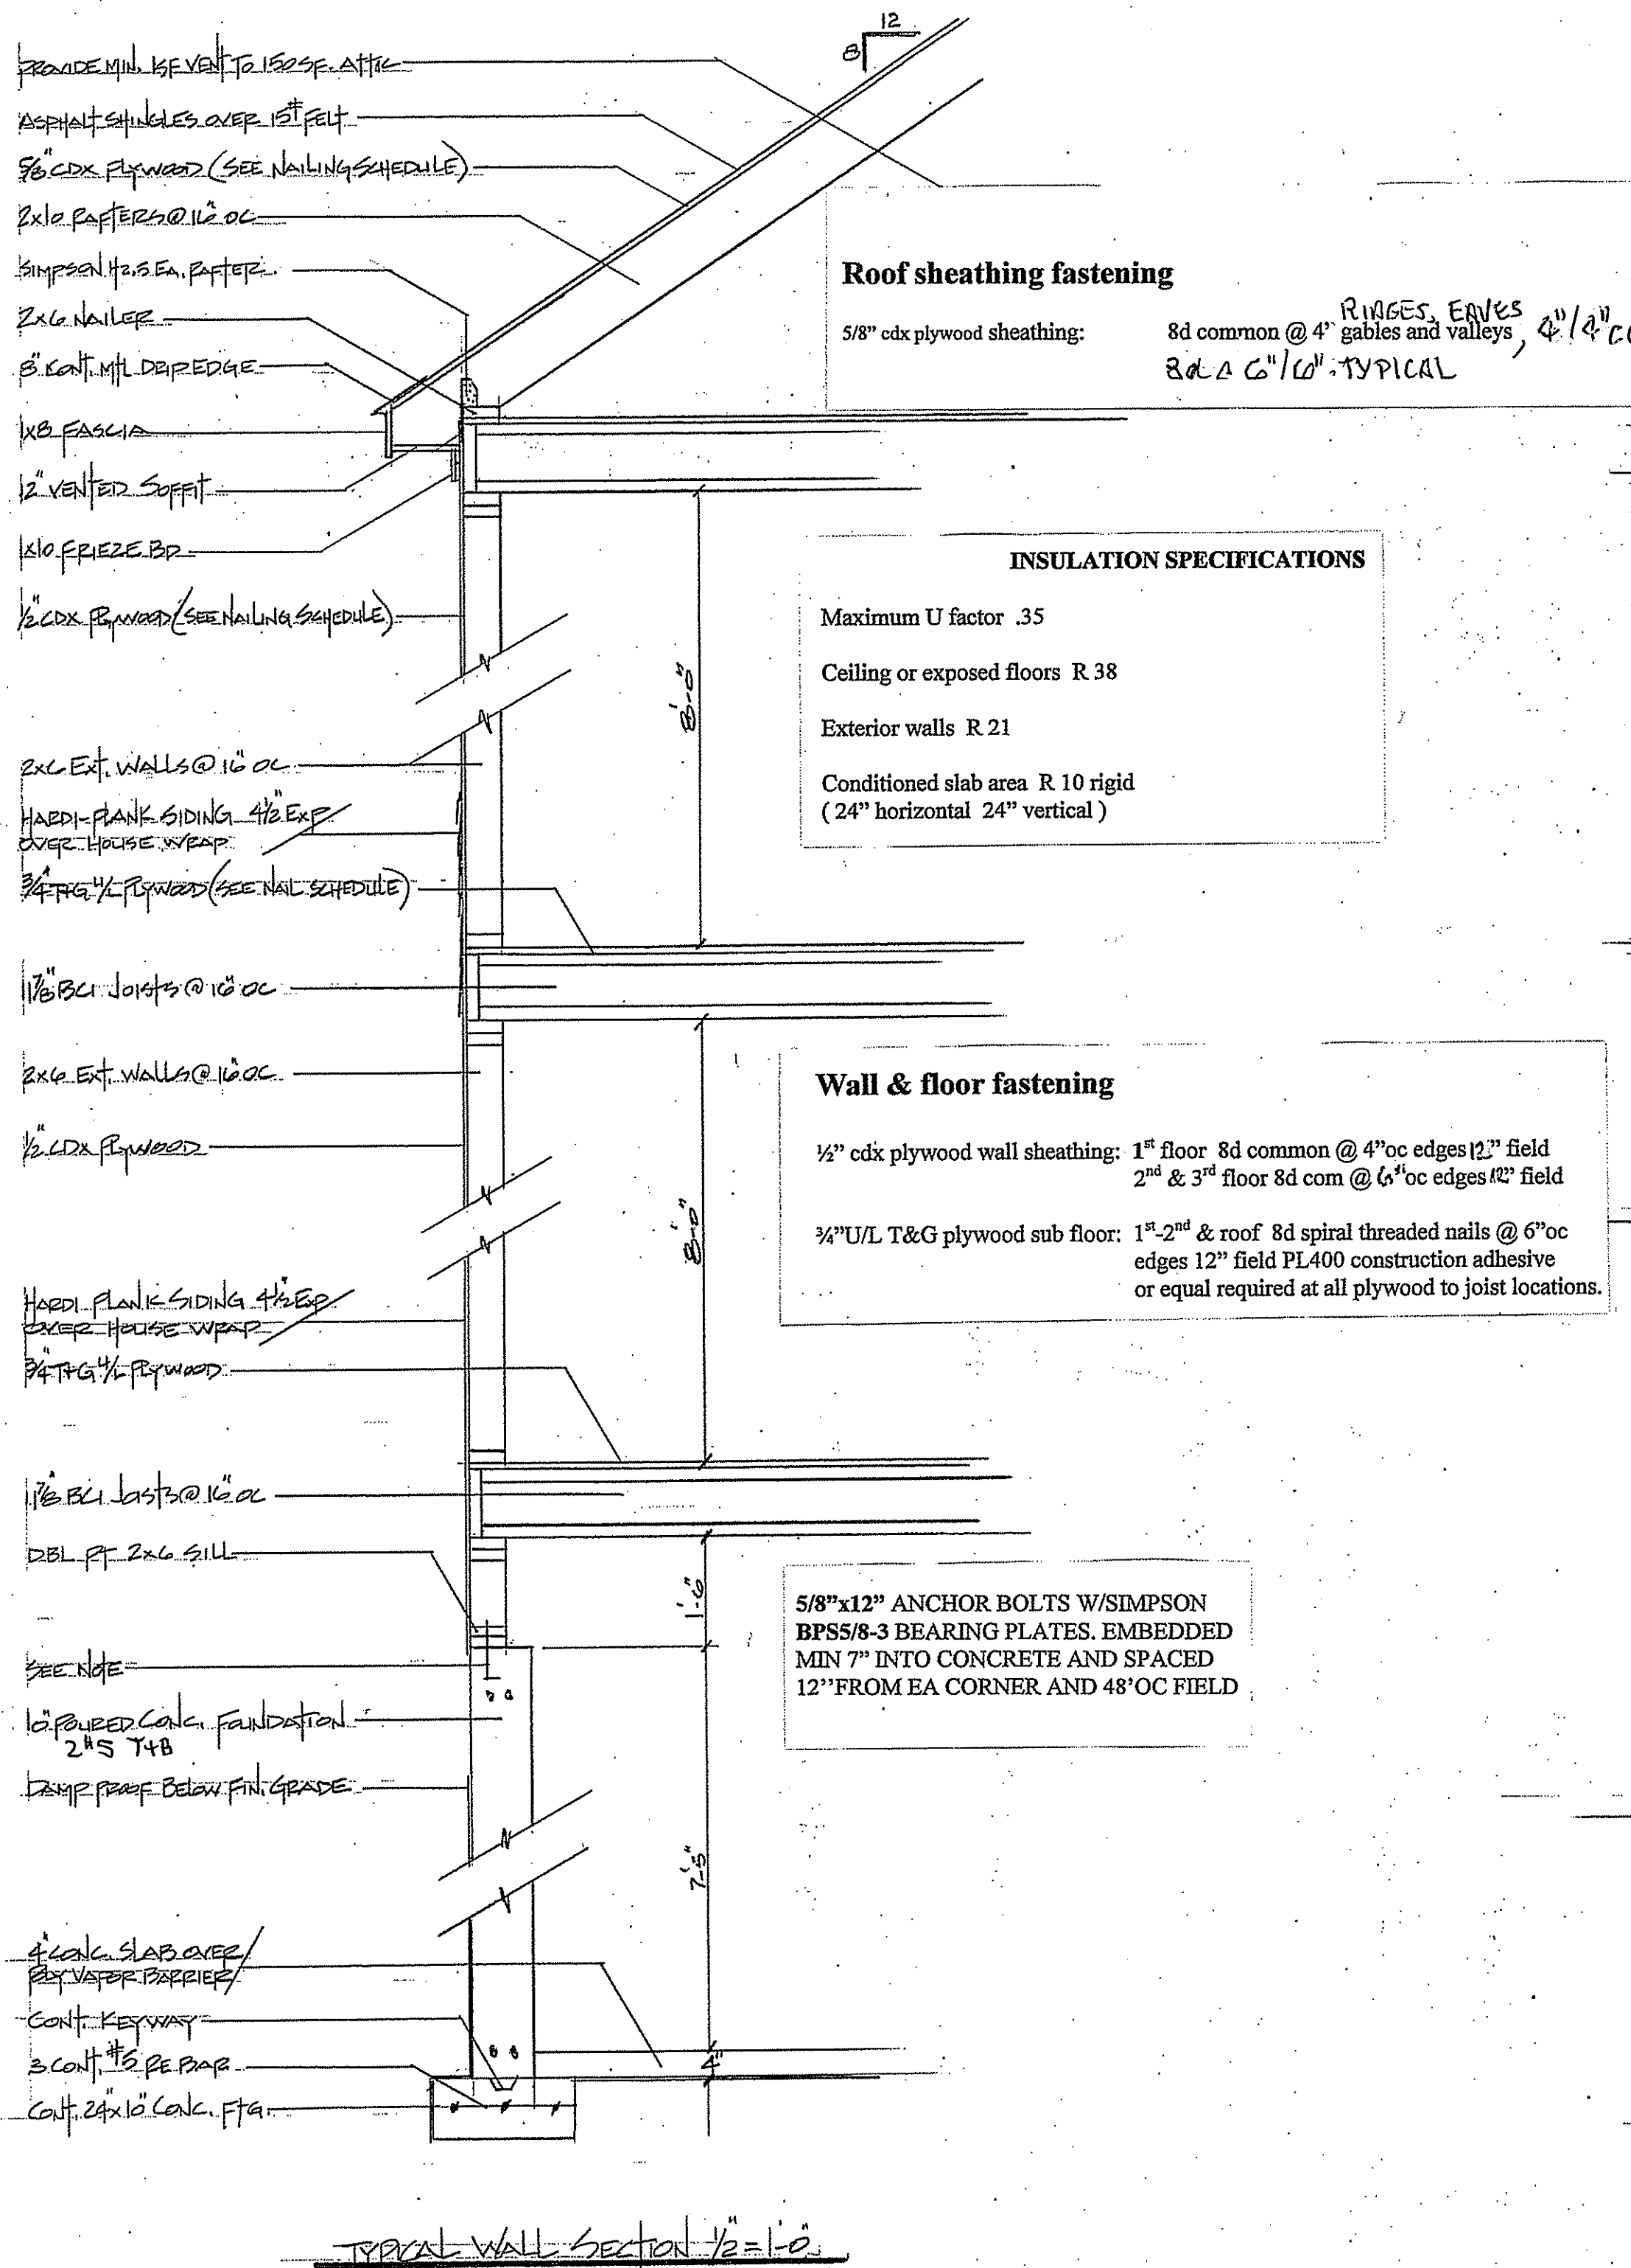 12
8
PROVIDE MIN. 1SF VENT TO 150 SF. ATTIC
ASPHALT SHINGLES OVER 15# FELT
5/8" CDX PLYWOOD (SEE NAILING SCHEDULE)
2x10 RAFTERS @ 16" OC
SIMPSON H2.5 EA. RAFTER.
2x6 NAILER
8" CONT. MTL DRIP EDGE
1x8 FASCIA
12" VENTED SOFFIT
1x10 FRIEZE BD
1/2" CDX PLYWOOD (SEE NAILING SCHEDULE)
2x6 EXT. WALLS @ 16" OC
HARDI-PLANK SIDING 4 1/2" EXP
OVER HOUSE WRAP
3/4" T+G U/L PLYWOOD (SEE NAIL SCHEDULE)
11 7/8" BCI JOISTS @ 16" OC
2x6 EXT. WALLS @ 16" OC
1/2" CDX PLYWOOD
HARDI PLANK SIDING 4 1/2" EXP
OVER HOUSE WRAP
3/4" T+G U/L PLYWOOD
11 7/8" BCI JOISTS @ 16" OC
DBL PT 2x6 SILL
SEE NOTE
10" POURED CONC. FOUNDATION
2 #5 T+B
DAMP PROOF BELOW FIN. GRADE
4" CONC. SLAB OVER
POLY VAPOR BARRIER
CONT. KEYWAY
3 CONT. #5 RE BAR
CONT. 24"x10" CONC. FTG.
8'-0"
8'-0"
1'-6"
7'-5"
4"
Roof sheathing fastening
RIDGES, EAVES
5/8" cdx plywood sheathing: 8d common @ 4" gables and valleys, 4"/4"
8d @ 6"/6" TYPICAL
INSULATION SPECIFICATIONS
Maximum U factor .35
Ceiling or exposed floors R 38
Exterior walls R 21
Conditioned slab area R 10 rigid
( 24" horizontal 24" vertical )
Wall & floor fastening
½" cdx plywood wall sheathing: 1st floor 8d common @ 4"oc edges 12" field
2nd & 3rd floor 8d com @ 6"oc edges 12" field
¾"U/L T&G plywood sub floor: 1st-2nd & roof 8d spiral threaded nails @ 6"oc
edges 12" field PL400 construction adhesive
or equal required at all plywood to joist locations.
5/8"x12" ANCHOR BOLTS W/SIMPSON
BPS5/8-3 BEARING PLATES. EMBEDDED
MIN 7" INTO CONCRETE AND SPACED
12"FROM EA CORNER AND 48'OC FIELD
TYPICAL WALL SECTION 1/2"=1'-0"